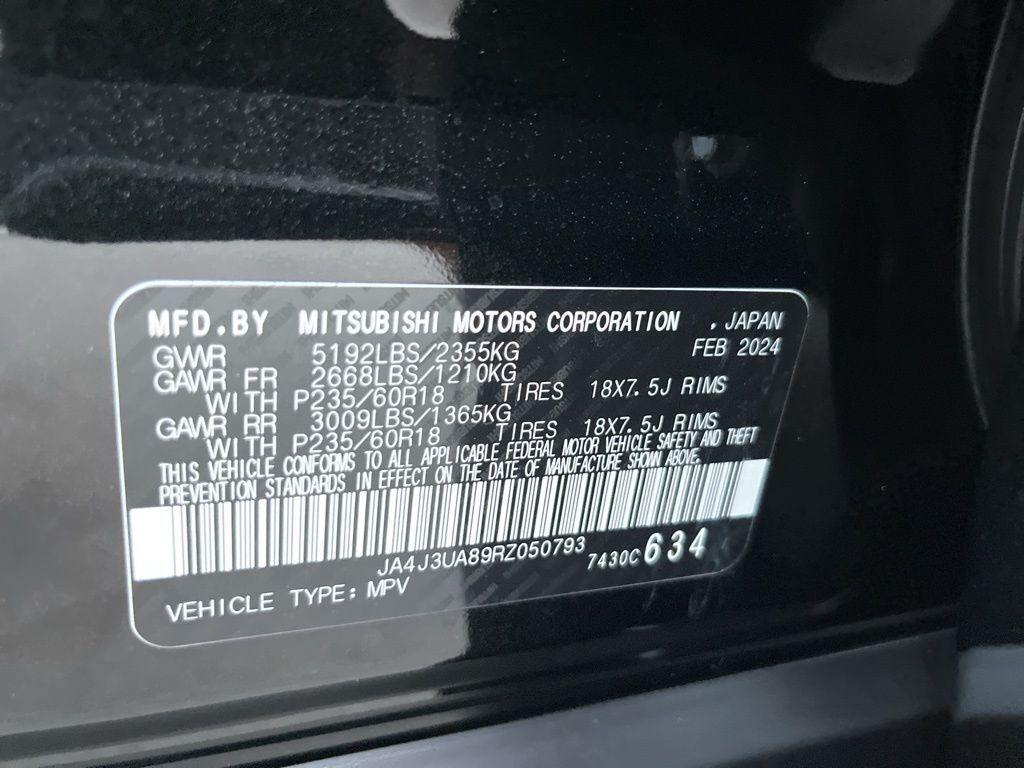 MFD.BY MITSUBISHI MOTORS CORPORATION . JAPAN
FEB 2024
GVWR 5192LBS/2355KG
GAWR FR 2668LBS/1210KG
WITH P235/60R18 TIRES 18X7.5J RIMS
GAWR RR 3009LBS/1365KG
WITH P235/60R18 TIRES 18X7.5J RIMS
THIS VEHICLE CONFORMS TO ALL APPLICABLE FEDERAL MOTOR VEHICLE SAFETY AND THEFT
PREVENTION STANDARDS IN EFFECT ON THE DATE OF MANUFACTURE SHOWN ABOVE.
JA4J3UA89RZ050793 7430C 634
VEHICLE TYPE: MPV